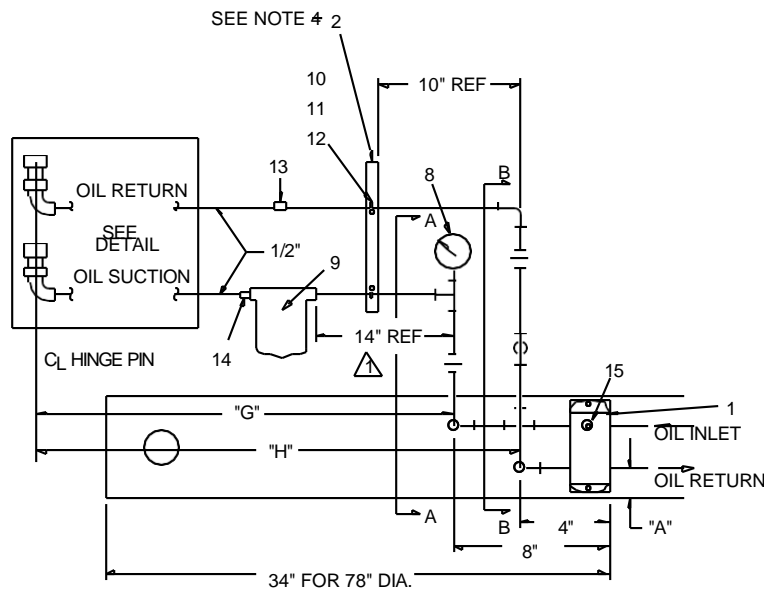 SEE NOTE 4 2
10
11
12
10" REF
13
8
B
OIL RETURN
A
SEE
DETAIL
1/2"
9
OIL SUCTION
14" REF
14
1
CL HINGE PIN
15
1
"G"
OIL INLET
"H"
OIL RETURN
A
B
4"
"A"
8"
34" FOR 78" DIA.